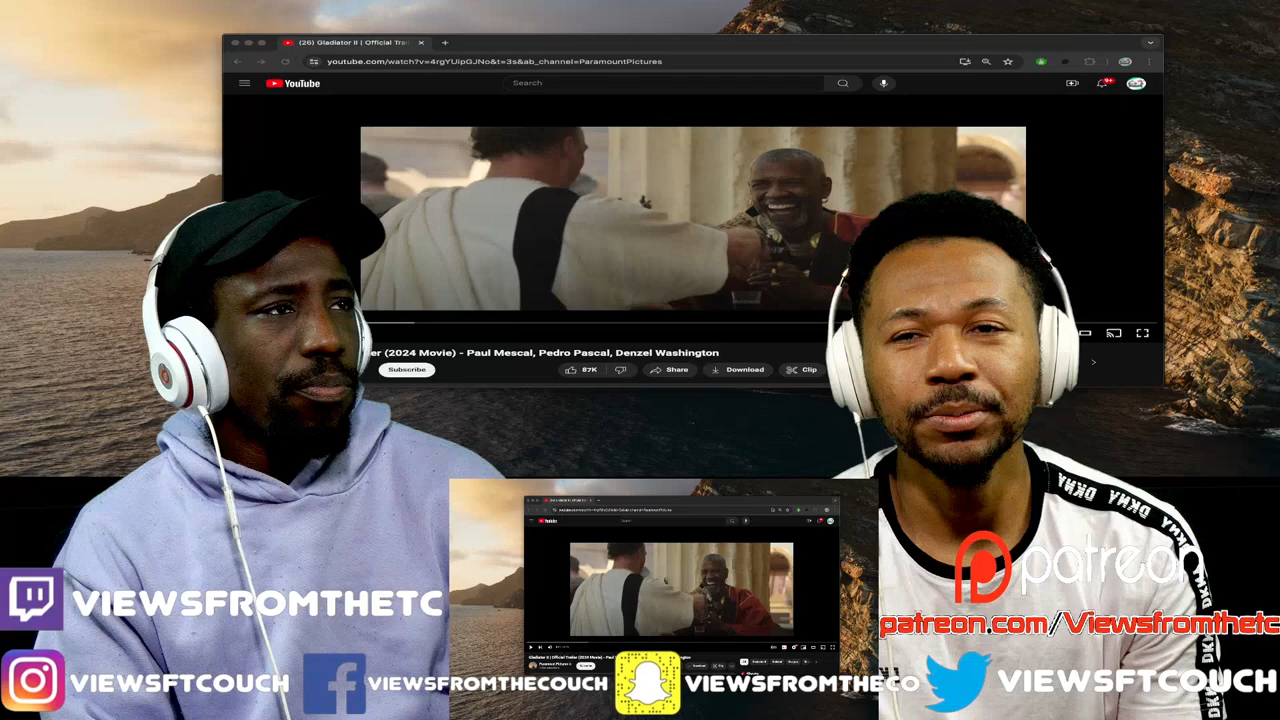 (26) Gladiator II | Official Trai
youtube.com/watch?v=4rgYUipGJNo&t=3s&ab_channel=ParamountPictures
YouTube
Search
9+
er (2024 Movie) - Paul Mescal, Pedro Pascal, Denzel Washington
Subscribe
87K
Share
Download
Clip
DKNY DKNY
patreon
patreon.com/Viewsfromthetc
VIEWSFROMTHETC
VIEWSFTCOUCH
VIEWSFROMTHECOUCH
VIEWSFROMTHECO
VIEWSFTCOUCH